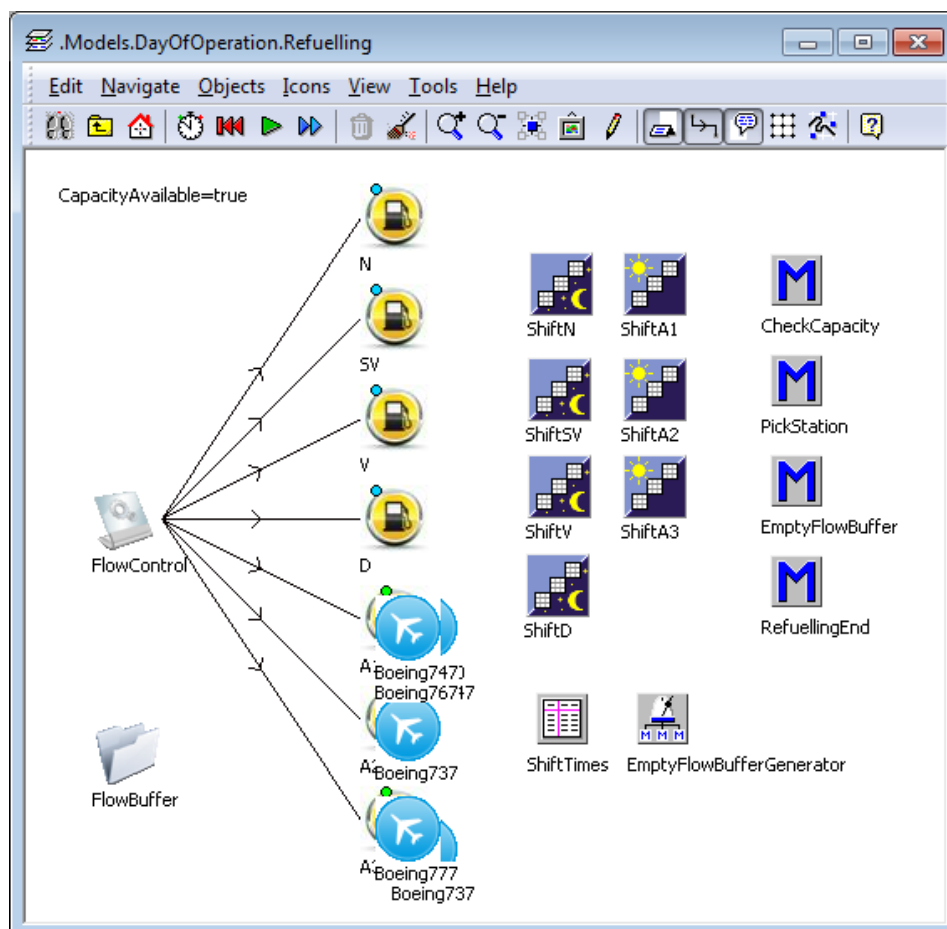 .Models.DayOfOperation.Refuelling
Edit Navigate Objects Icons View Tools Help
CapacityAvailable=true
N
SV
V
FlowControl
D
FlowBuffer
Boeing747
Boeing767
Boeing737
Boeing777
Boeing737
ShiftN ShiftA1
ShiftSV ShiftA2
ShiftV ShiftA3
ShiftD
ShiftTimes EmptyFlowBufferGenerator
CheckCapacity
PickStation
EmptyFlowBuffer
RefuellingEnd
M
M
M
M
M M M